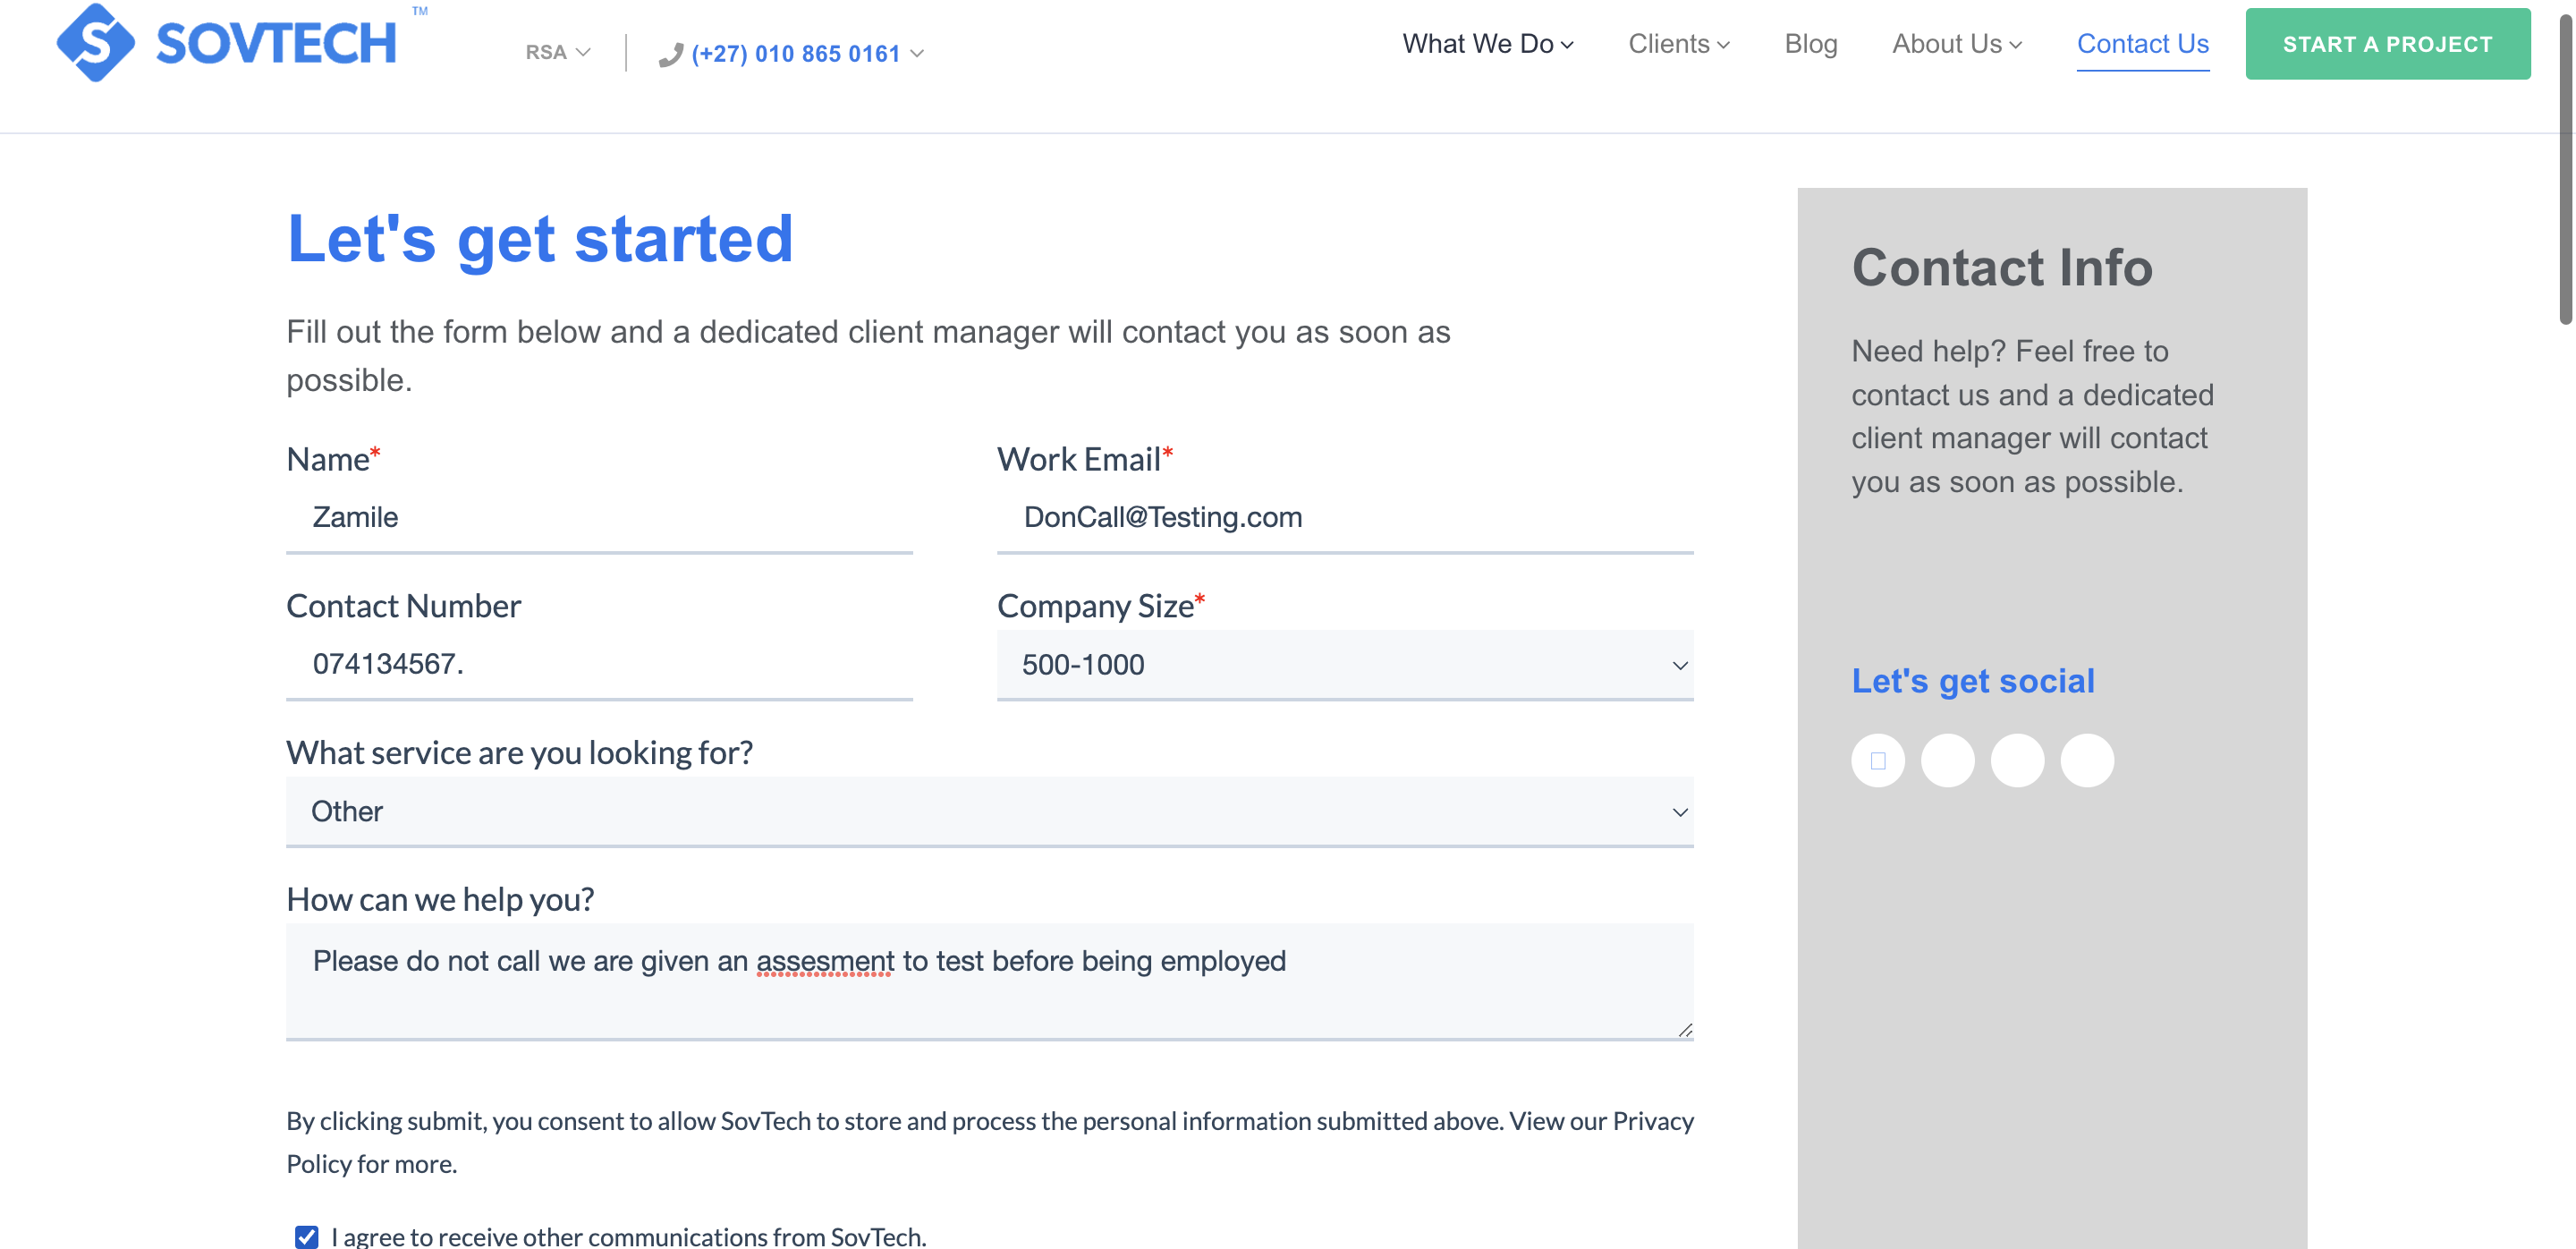 SOVTECH ™
RSA
(+27) 010 865 0161
What We Do
Clients
Blog
About Us
Contact Us
START A PROJECT
Let's get started
Fill out the form below and a dedicated client manager will contact you as soon as
possible.
Name*
Zamile
Work Email*
DonCall@Testing.com
Contact Number
074134567.
Company Size*
500-1000
What service are you looking for?
Other
How can we help you?
Please do not call we are given an assesment to test before being employed
By clicking submit, you consent to allow SovTech to store and process the personal information submitted above. View our Privacy
Policy for more.
I agree to receive other communications from SovTech.
Contact Info
Need help? Feel free to
contact us and a dedicated
client manager will contact
you as soon as possible.
Let's get social